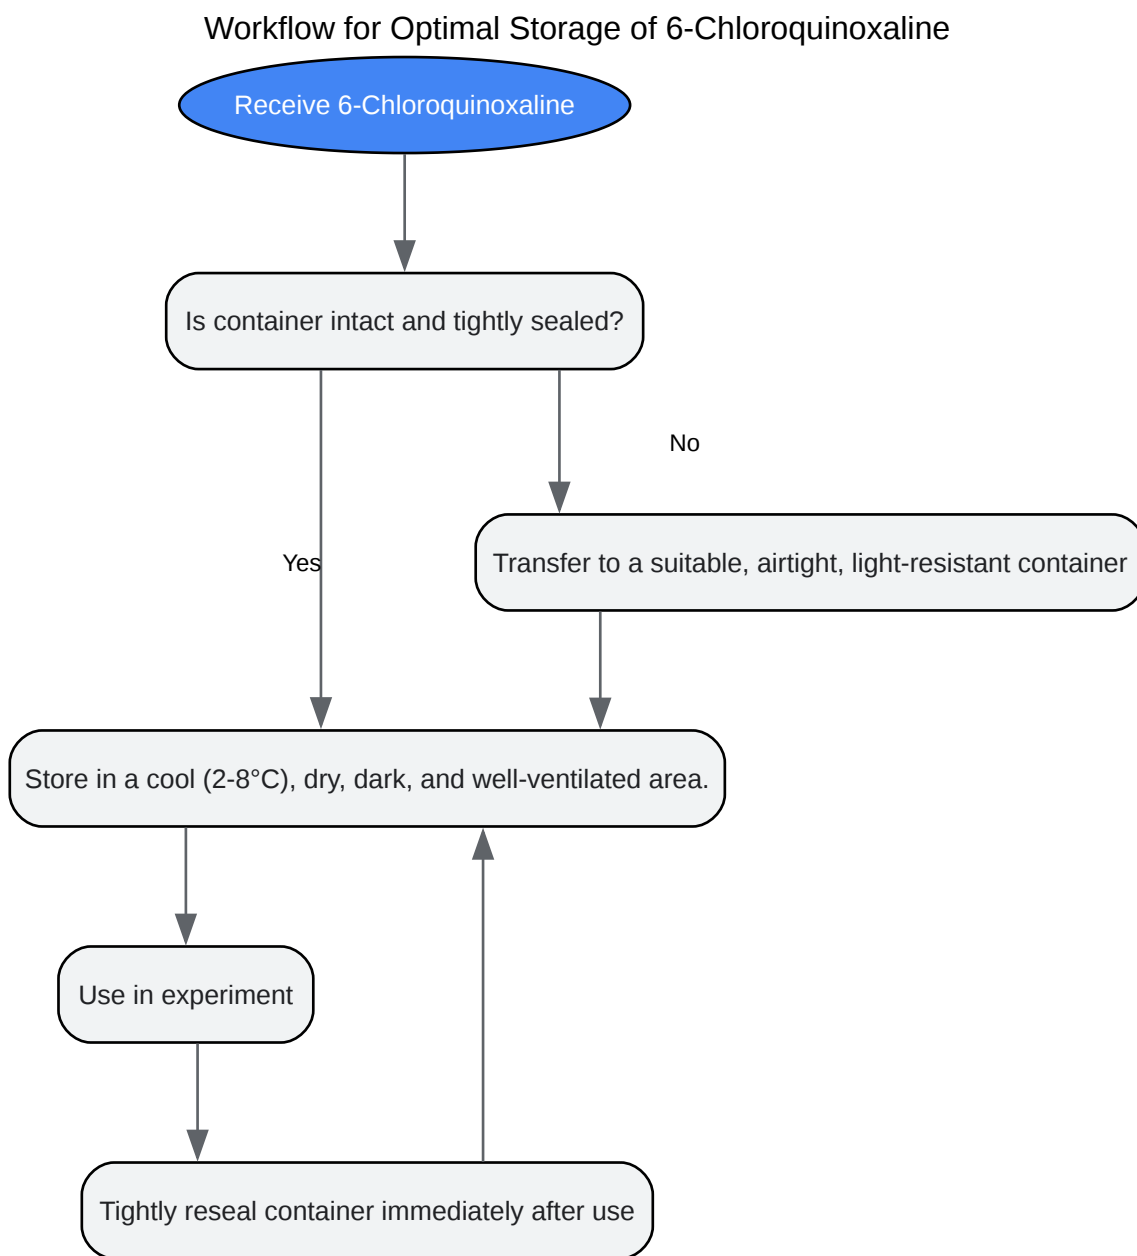 Workflow for Optimal Storage of 6-Chloroquinoxaline
Receive 6-Chloroquinoxaline
Is container intact and tightly sealed?
No
Yes
Transfer to a suitable, airtight, light-resistant container
Store in a cool (2-8°C), dry, dark, and well-ventilated area.
Use in experiment
Tightly reseal container immediately after use